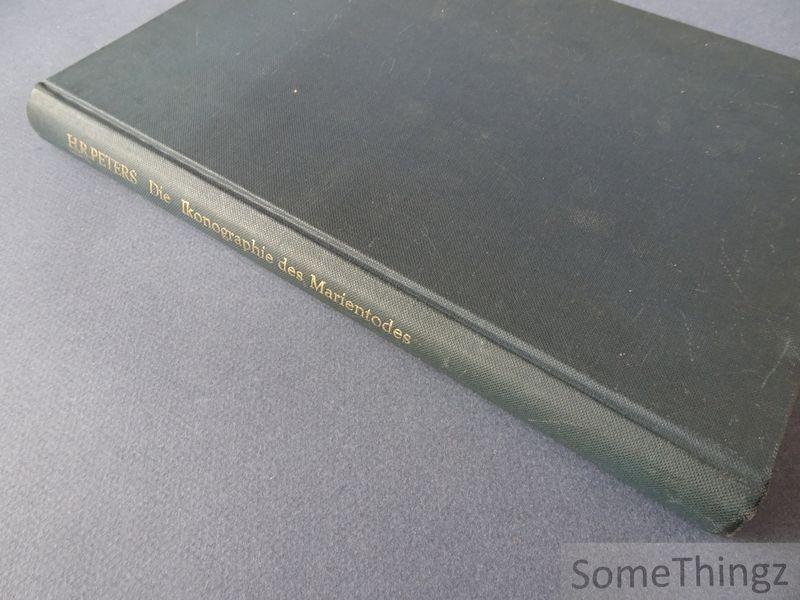 H.P. PETERS Die Ikonographie des Marientodes
SomeThingz